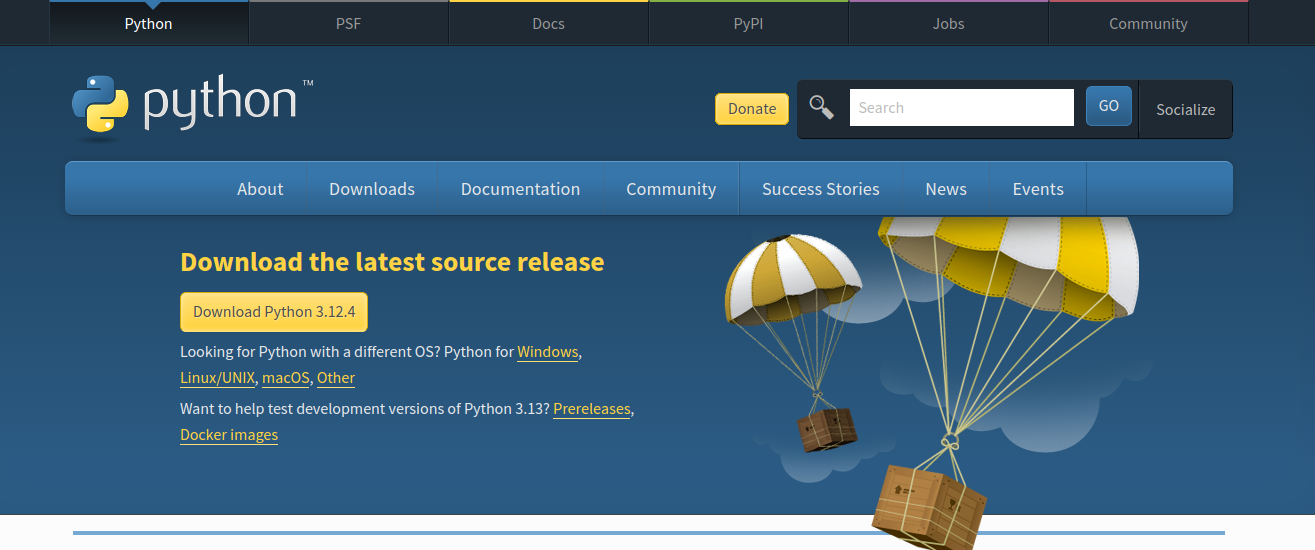 Python PSF Docs PyPI Jobs Community
python™
Donate Search GO Socialize
About Downloads Documentation Community Success Stories News Events
Download the latest source release
Download Python 3.12.4
Looking for Python with a different OS? Python for Windows,
Linux/UNIX, macOS, Other
Want to help test development versions of Python 3.13? Prereleases,
Docker images